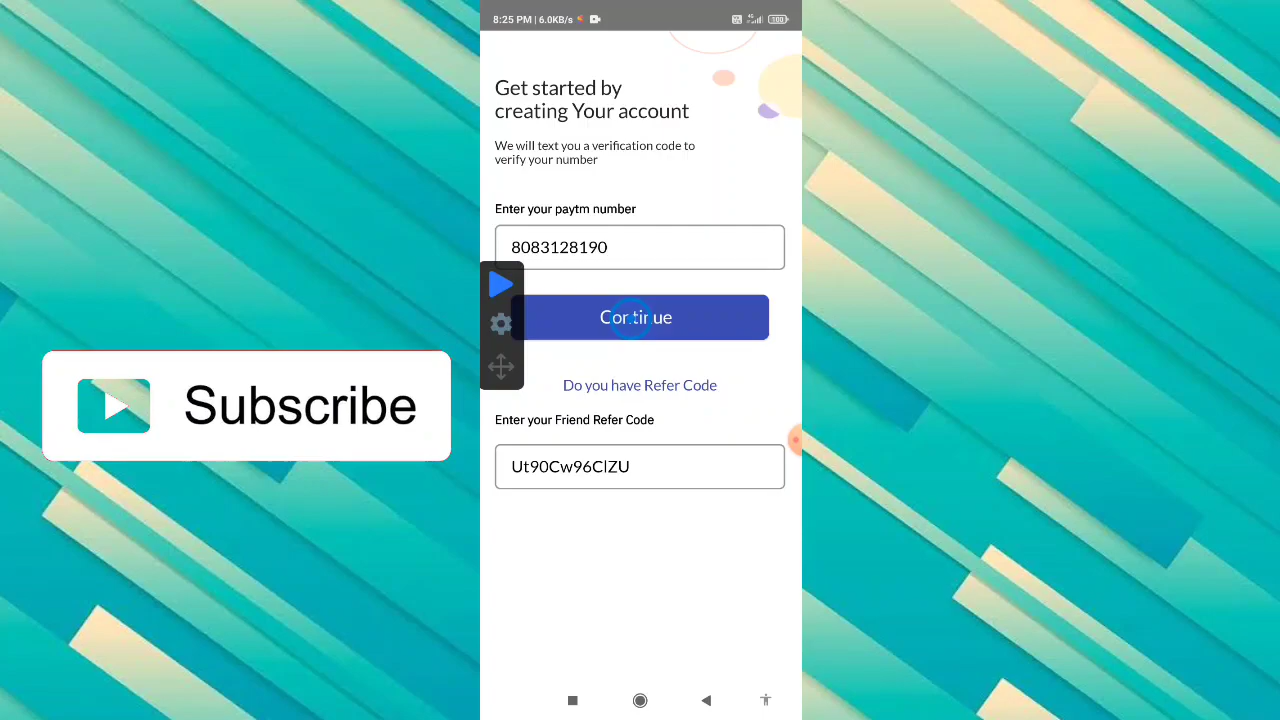 8:25 PM | 6.0KB/s
4G
100
Get started by
creating Your account
We will text you a verification code to
verify your number
Enter your paytm number
8083128190
Continue
Do you have Refer Code
Enter your Friend Refer Code
Ut90Cw96ClZU
Subscribe